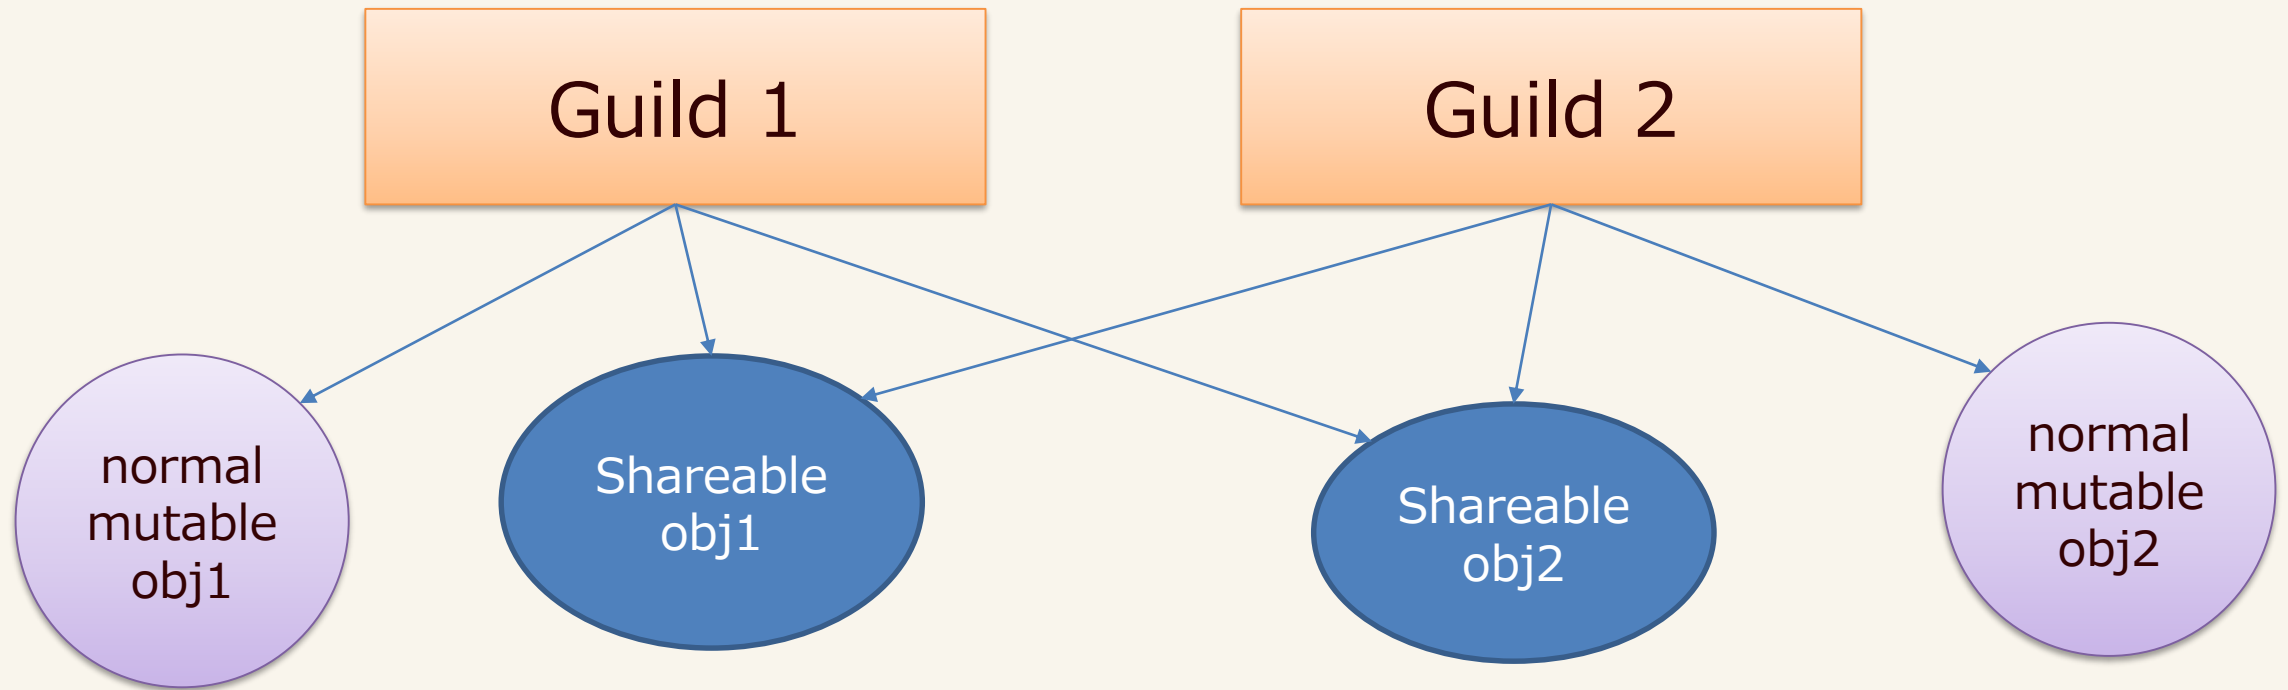 Guild 1
Guild 2
normal
mutable
obj1
Shareable
obj1
Shareable
obj2
normal
mutable
obj2